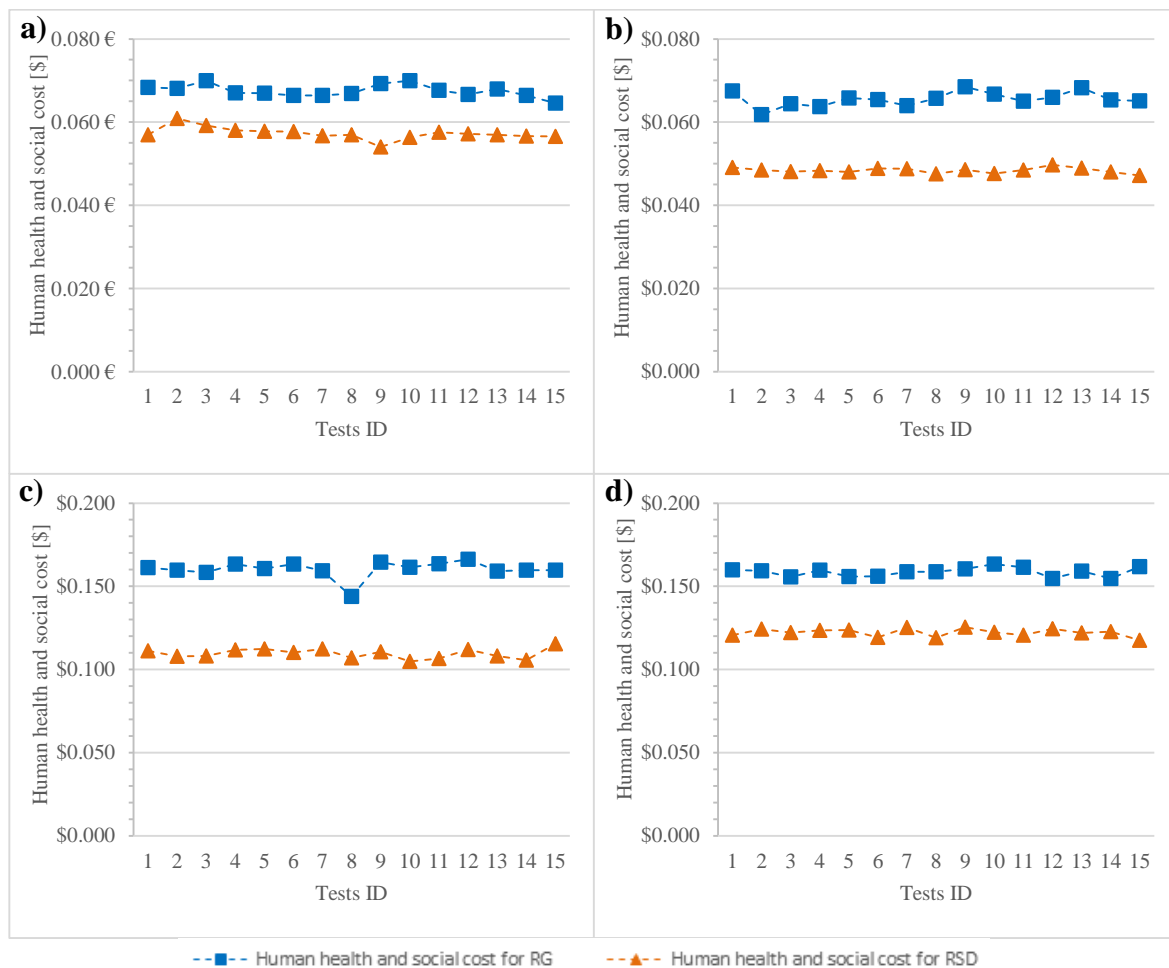 a)
Human health and social cost [$]
0.080 €
0.060 €
0.040 €
0.020 €
0.000 €
1 2 3 4 5 6 7 8 9 10 11 12 13 14 15
Tests ID
b)
Human health and social cost [$]
$0.080
$0.060
$0.040
$0.020
$0.000
1 2 3 4 5 6 7 8 9 10 11 12 13 14 15
Tests ID
c)
Human health and social cost [$]
$0.200
$0.150
$0.100
$0.050
$0.000
1 2 3 4 5 6 7 8 9 10 11 12 13 14 15
Tests ID
d)
Human health and social cost [$]
$0.200
$0.150
$0.100
$0.050
$0.000
1 2 3 4 5 6 7 8 9 10 11 12 13 14 15
Tests ID
Human health and social cost for RG
Human health and social cost for RSD